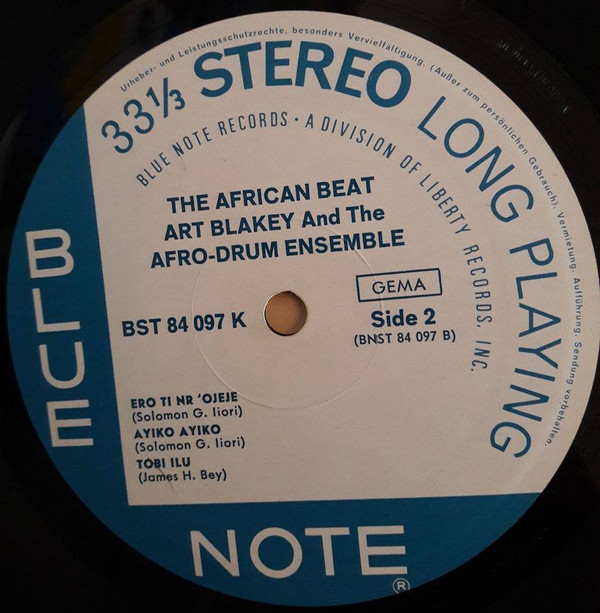 Urheber- und Leistungsschutzrechte, besonders Vervielfältigung. (Außer zum persönlichen Gebrauch), Vermietung. Aufführung. Sendung vorbehalten.
33⅓ STEREO LONG PLAYING
BLUE NOTE RECORDS · A DIVISION OF LIBERTY RECORDS, INC.
THE AFRICAN BEAT
ART BLAKEY And The
AFRO-DRUM ENSEMBLE
GEMA
BST 84 097 K
Side 2
(BNST 84 097 B)
ERO TI NR ‘OJEJE
(Solomon G. Iiori)
AYIKO AYIKO
(Solomon G. Iiori)
TOBI ILU
(James H. Bey)
BLUE
NOTE
®